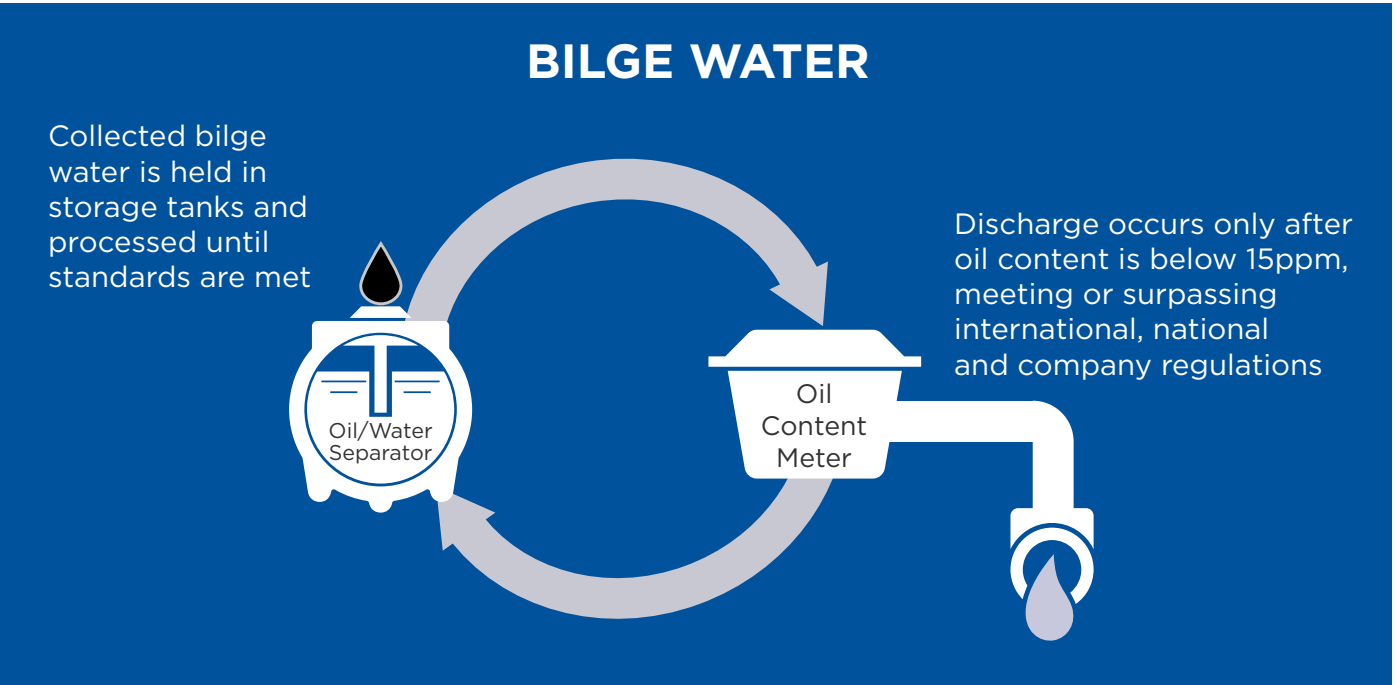 BILGE WATER
Collected bilge
water is held in
storage tanks and
processed until
standards are met
Discharge occurs only after
oil content is below 15ppm,
meeting or surpassing
international, national
and company regulations
Oil/Water
Separator
Oil
Content
Meter